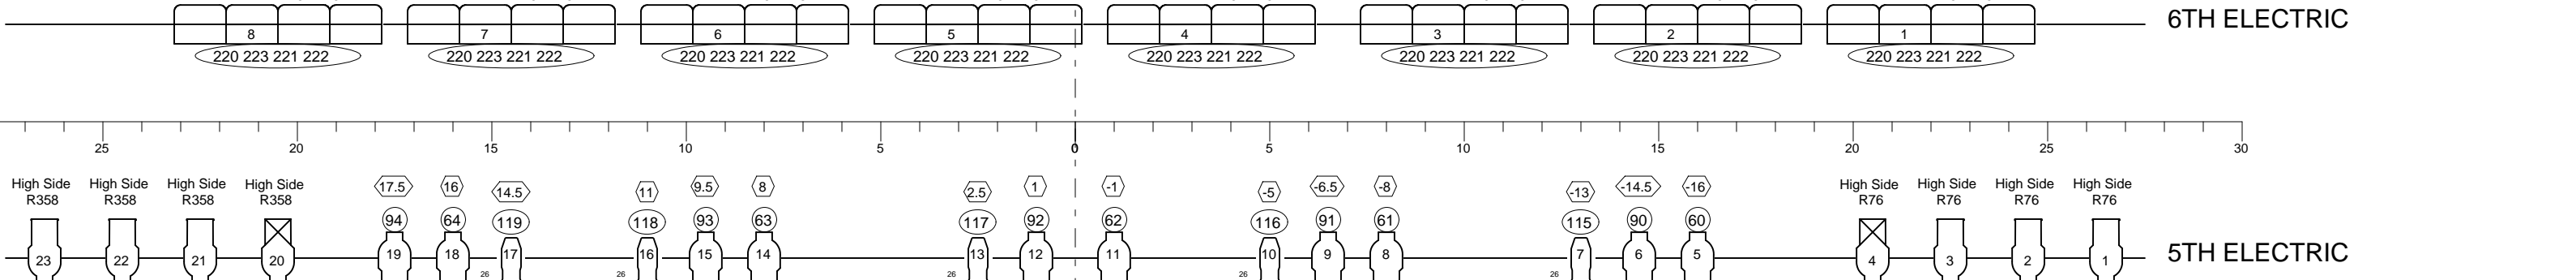 8 7 6 5 4 3 2 1 6TH ELECTRIC
220 223 221 222 220 223 221 222 220 223 221 222 220 223 221 222 220 223 221 222 220 223 221 222 220 223 221 222 220 223 221 222
25 20 15 10 5 0 5 10 15 20 25 30
High Side High Side High Side High Side 17.5 16 14.5 11 9.5 8 2.5 1 -1 -5 -6.5 -8 -13 -14.5 -16 High Side High Side High Side High Side
R358 R358 R358 R358 R76 R76 R76 R76
94 64 119 118 93 63 117 92 62 116 91 61 115 90 60
23 22 21 20 19 18 17 16 15 14 13 12 11 10 9 8 7 6 5 4 3 2 1 5TH ELECTRIC
26 26 26 26 26